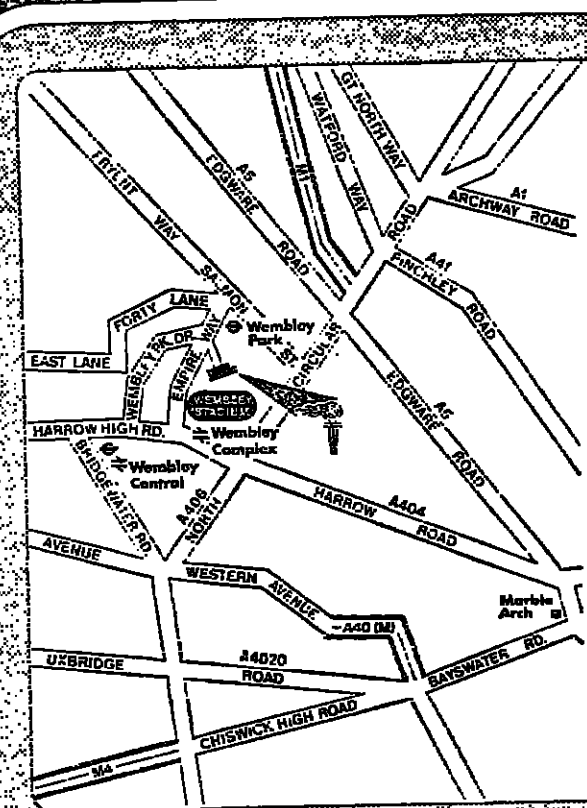 GT NORTH WAY
WATFORD WAY
M1
A5
EDGWARE ROAD
FRYENT WAY
A1
ARCHWAY ROAD
ROAD
A41
FINCHLEY ROAD
SALMON ST
FORTY LANE
Wembley
Park
WEMBLEY PK DR.
EMPIRE WAY
CIRCULAR
EAST LANE
WEMBLEY
STADIUM
A5
EDGWARE ROAD
HARROW HIGH RD.
Wembley
Complex
Wembley
Central
BRIDGEWATER RD.
A406
NORTH
A404
HARROW ROAD
AVENUE
WESTERN AVENUE
A40 (M)
Marble
Arch
A4020
UXBRIDGE ROAD
BAYSWATER RD.
CHISWICK HIGH ROAD
M4